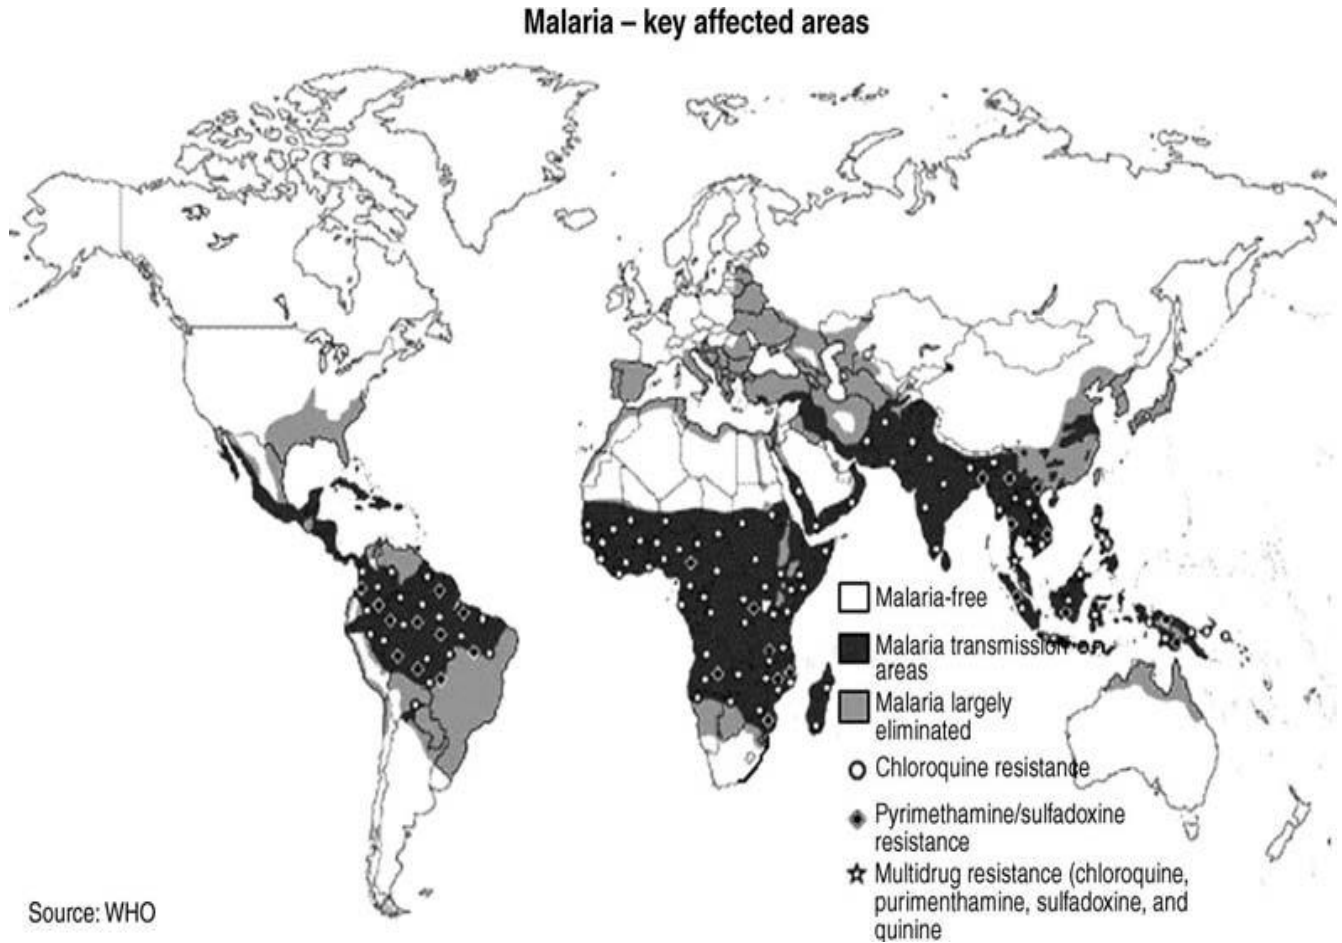 Malaria – key affected areas
Malaria-free
Malaria transmission
areas
Malaria largely
eliminated
Chloroquine resistance
Pyrimethamine/sulfadoxine
resistance
Multidrug resistance (chloroquine,
purimenthamine, sulfadoxine, and
quinine
Source: WHO